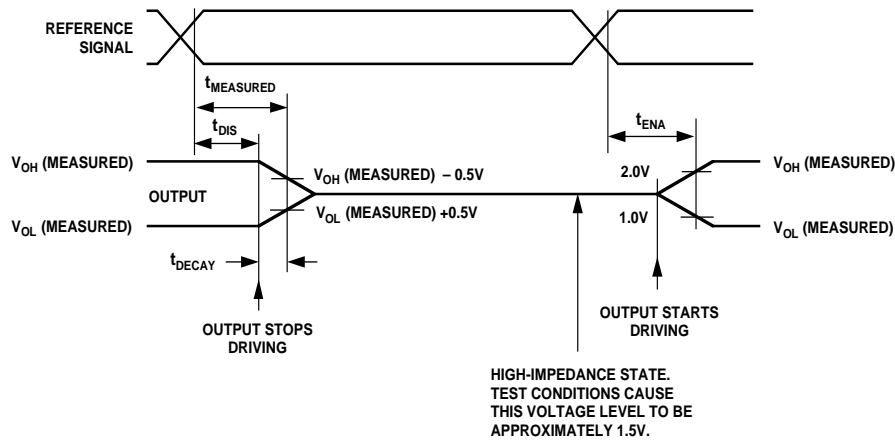 REFERENCE
SIGNAL
tMEASURED
tDIS
tENA
VOH (MEASURED)
VOH (MEASURED) – 0.5V
2.0V
VOH (MEASURED)
OUTPUT
VOL (MEASURED) +0.5V
1.0V
VOL (MEASURED)
VOL (MEASURED)
tDECAY
OUTPUT STOPS
DRIVING
OUTPUT STARTS
DRIVING
HIGH-IMPEDANCE STATE.
TEST CONDITIONS CAUSE
THIS VOLTAGE LEVEL TO BE
APPROXIMATELY 1.5V.